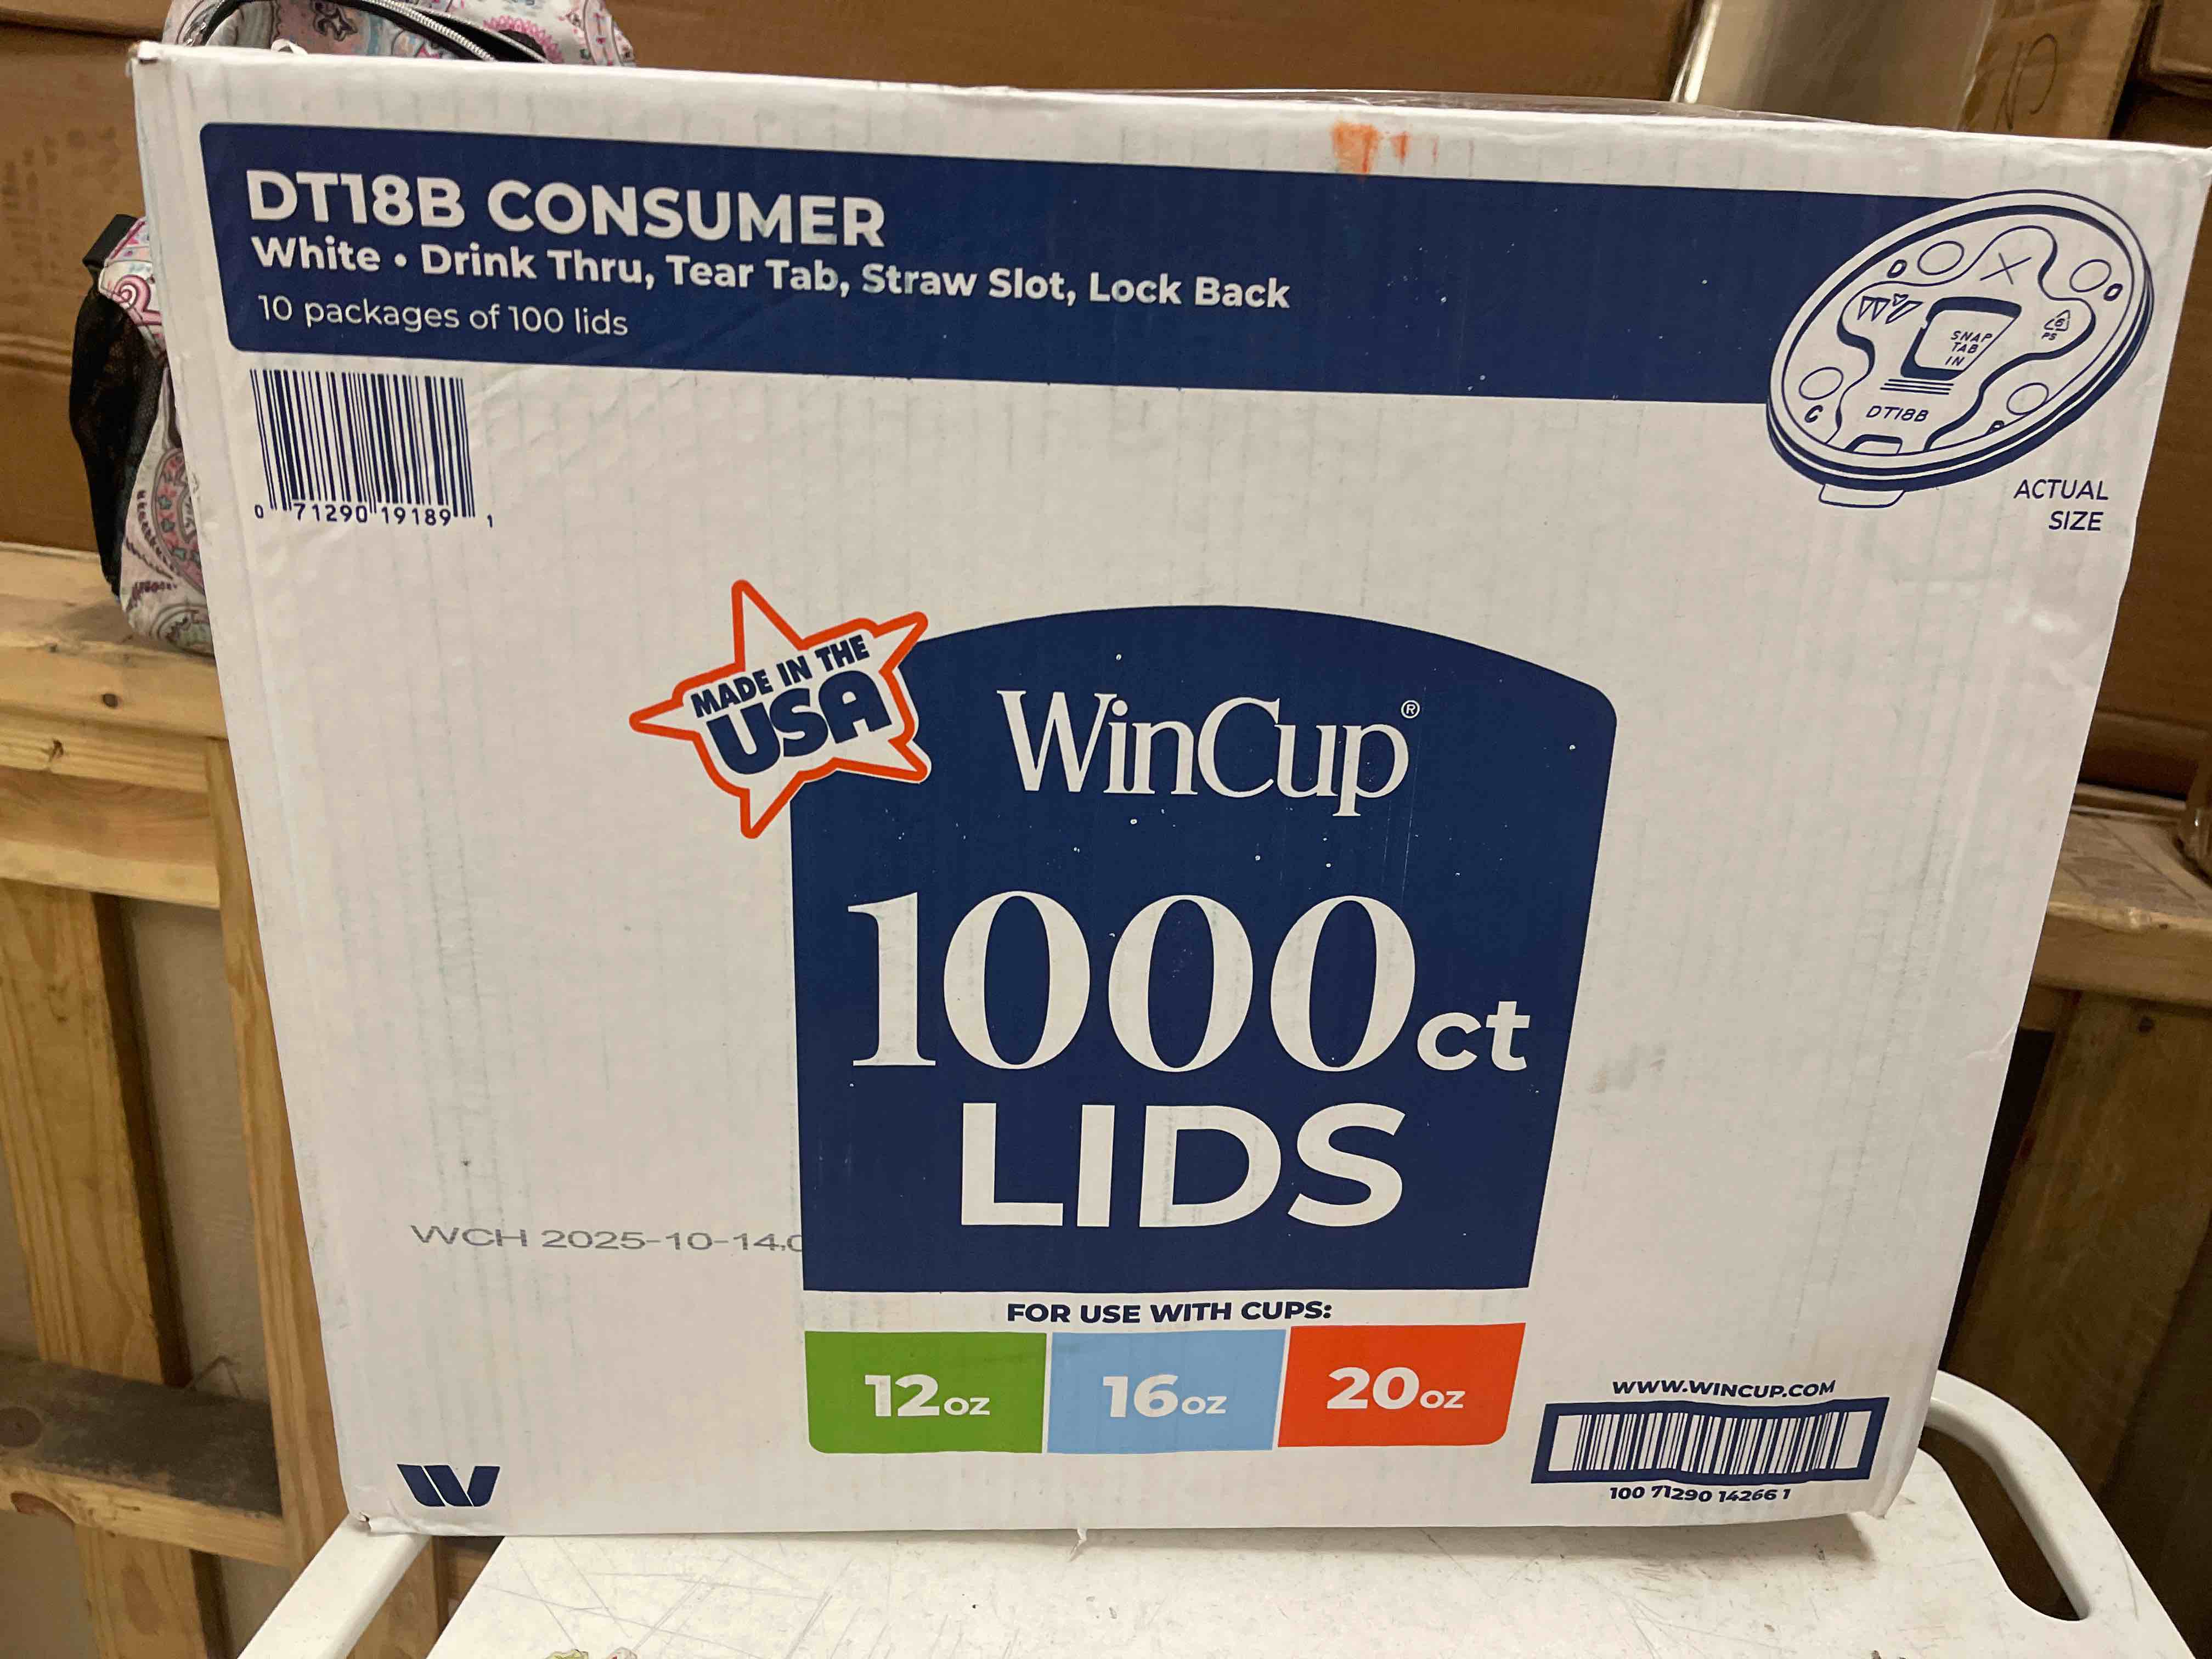 DT18B CONSUMER
White • Drink Thru, Tear Tab, Straw Slot, Lock Back
10 packages of 100 lids
D
D
SNAP
TAB
IN
6
PS
C
DT18B
ACTUAL
SIZE
0 71290 19189 1
MADE IN THE
USA
WinCup®
1000ct
LIDS
WCH 2025-10-14.0
FOR USE WITH CUPS:
12oz
16oz
20oz
WWW.WINCUP.COM
100 71290 14266 1